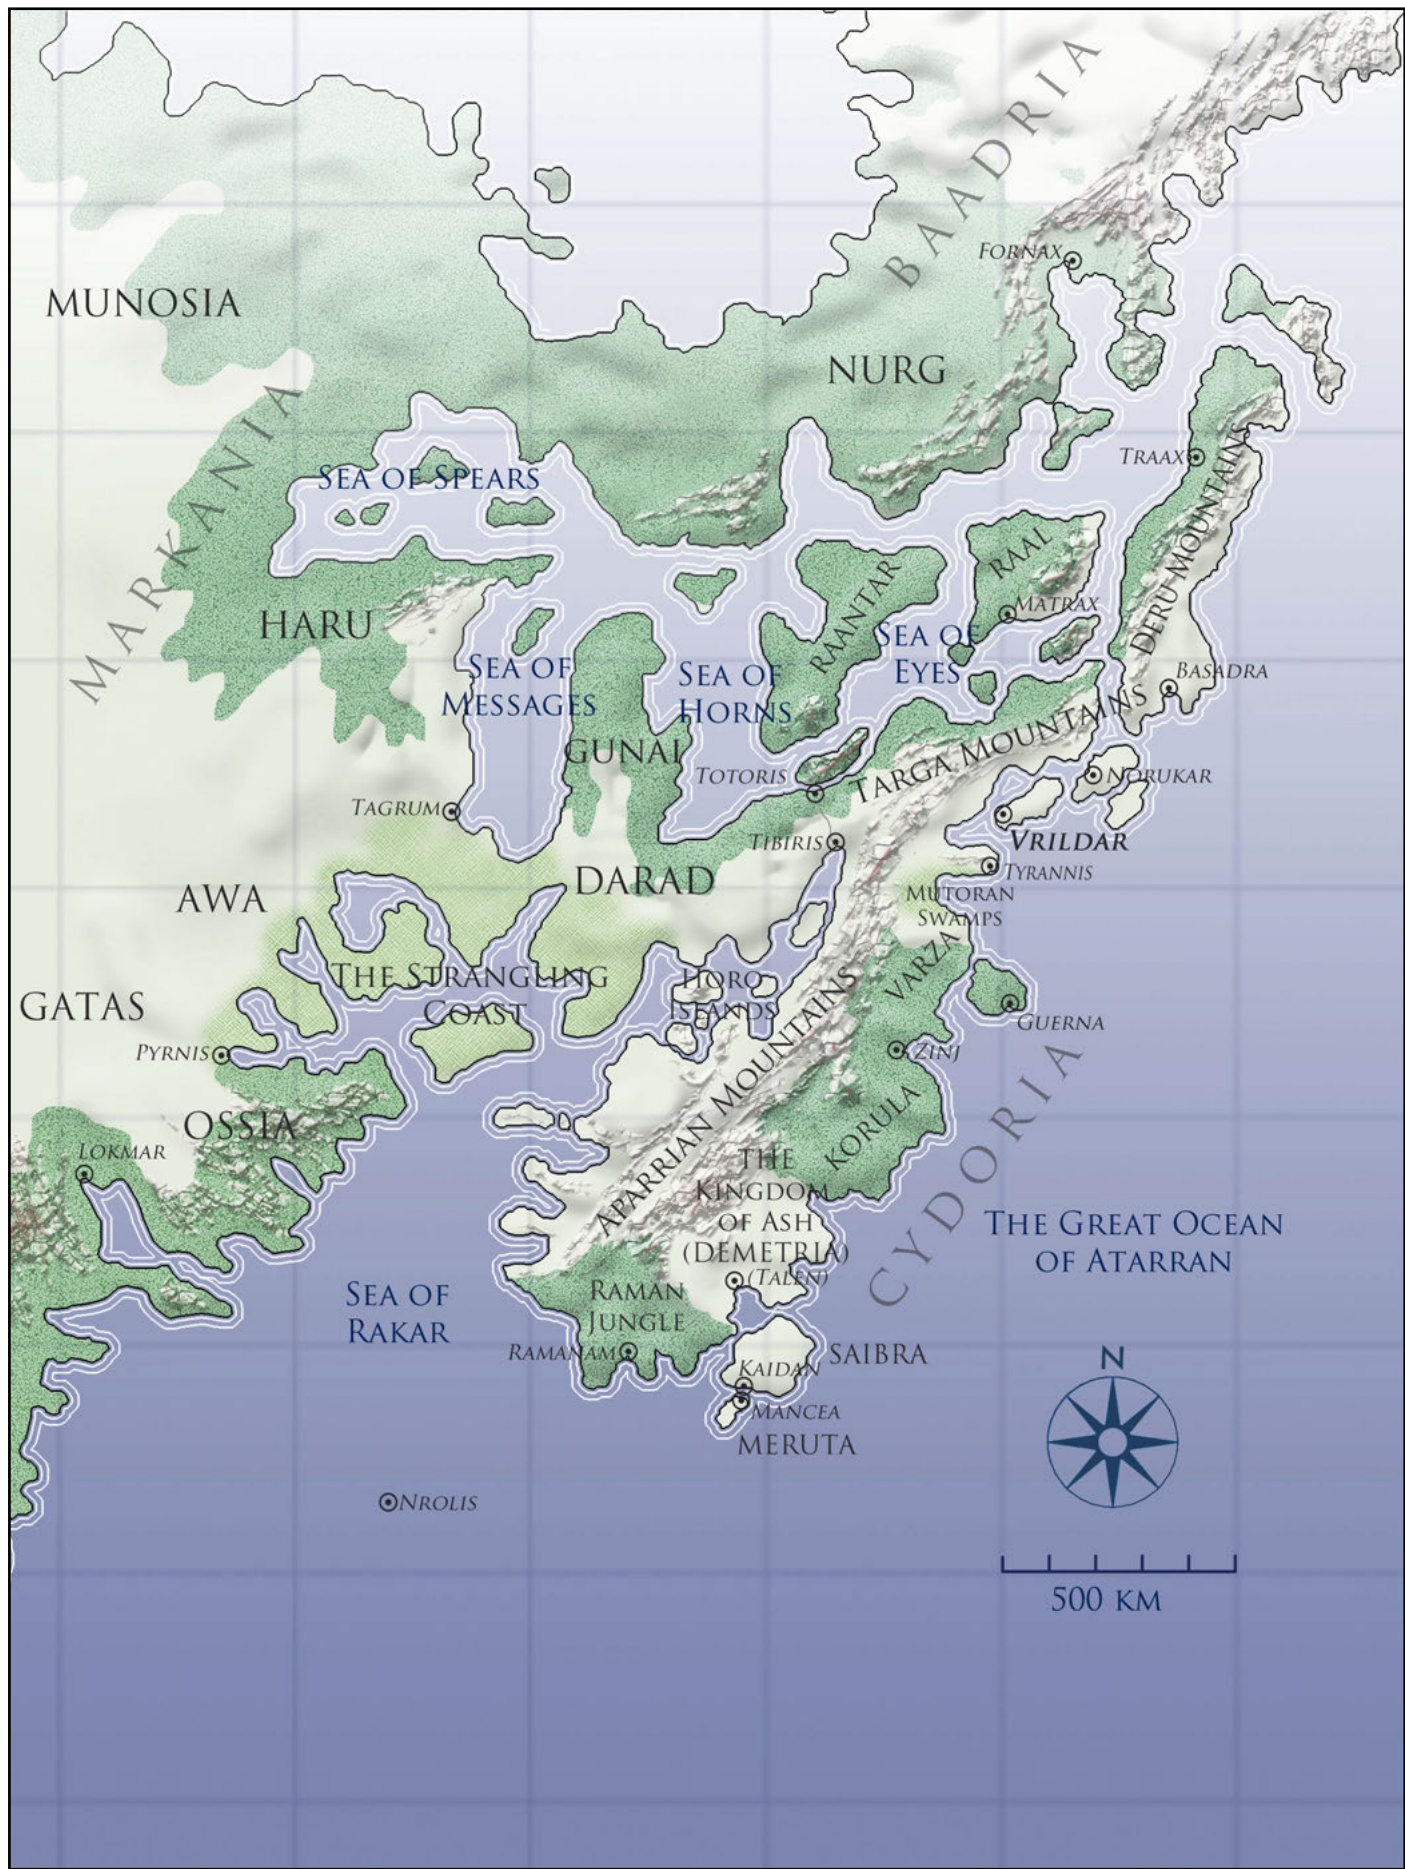 BAADRIA
FORNAX
MUNOSIA
NURG
MARKANIA
TRAAX
SEA OF SPEARS
DERU MOUNTAINS
RAAL
MATRAX
RAANTAR
HARU
SEA OF
EYES
SEA OF
MESSAGES
SEA OF
HORNS
BASADRA
GUNAI
TARGA MOUNTAINS
TOTORIS
NORUKAR
TAGRUM
TIBIRIS
VRILDAR
TYRANNIS
DARAD
MUTORAN
SWAMPS
AWA
VARZA
THE STRANGLING
COAST
HORO
ISLANDS
GATAS
GUERNA
PYRNIS
ZINJ
APARRIAN MOUNTAINS
OSSIA
KORULA
LOKMAR
THE
KINGDOM
OF ASH
(DEMETRIA)
(TALEN)
CYDORIA
THE GREAT OCEAN
OF ATARRAN
SEA OF
RAKAR
RAMAN
JUNGLE
RAMANAM
SAIBRA
KAIDAN
MANCEA
MERUTA
N
NROLIS
500 KM